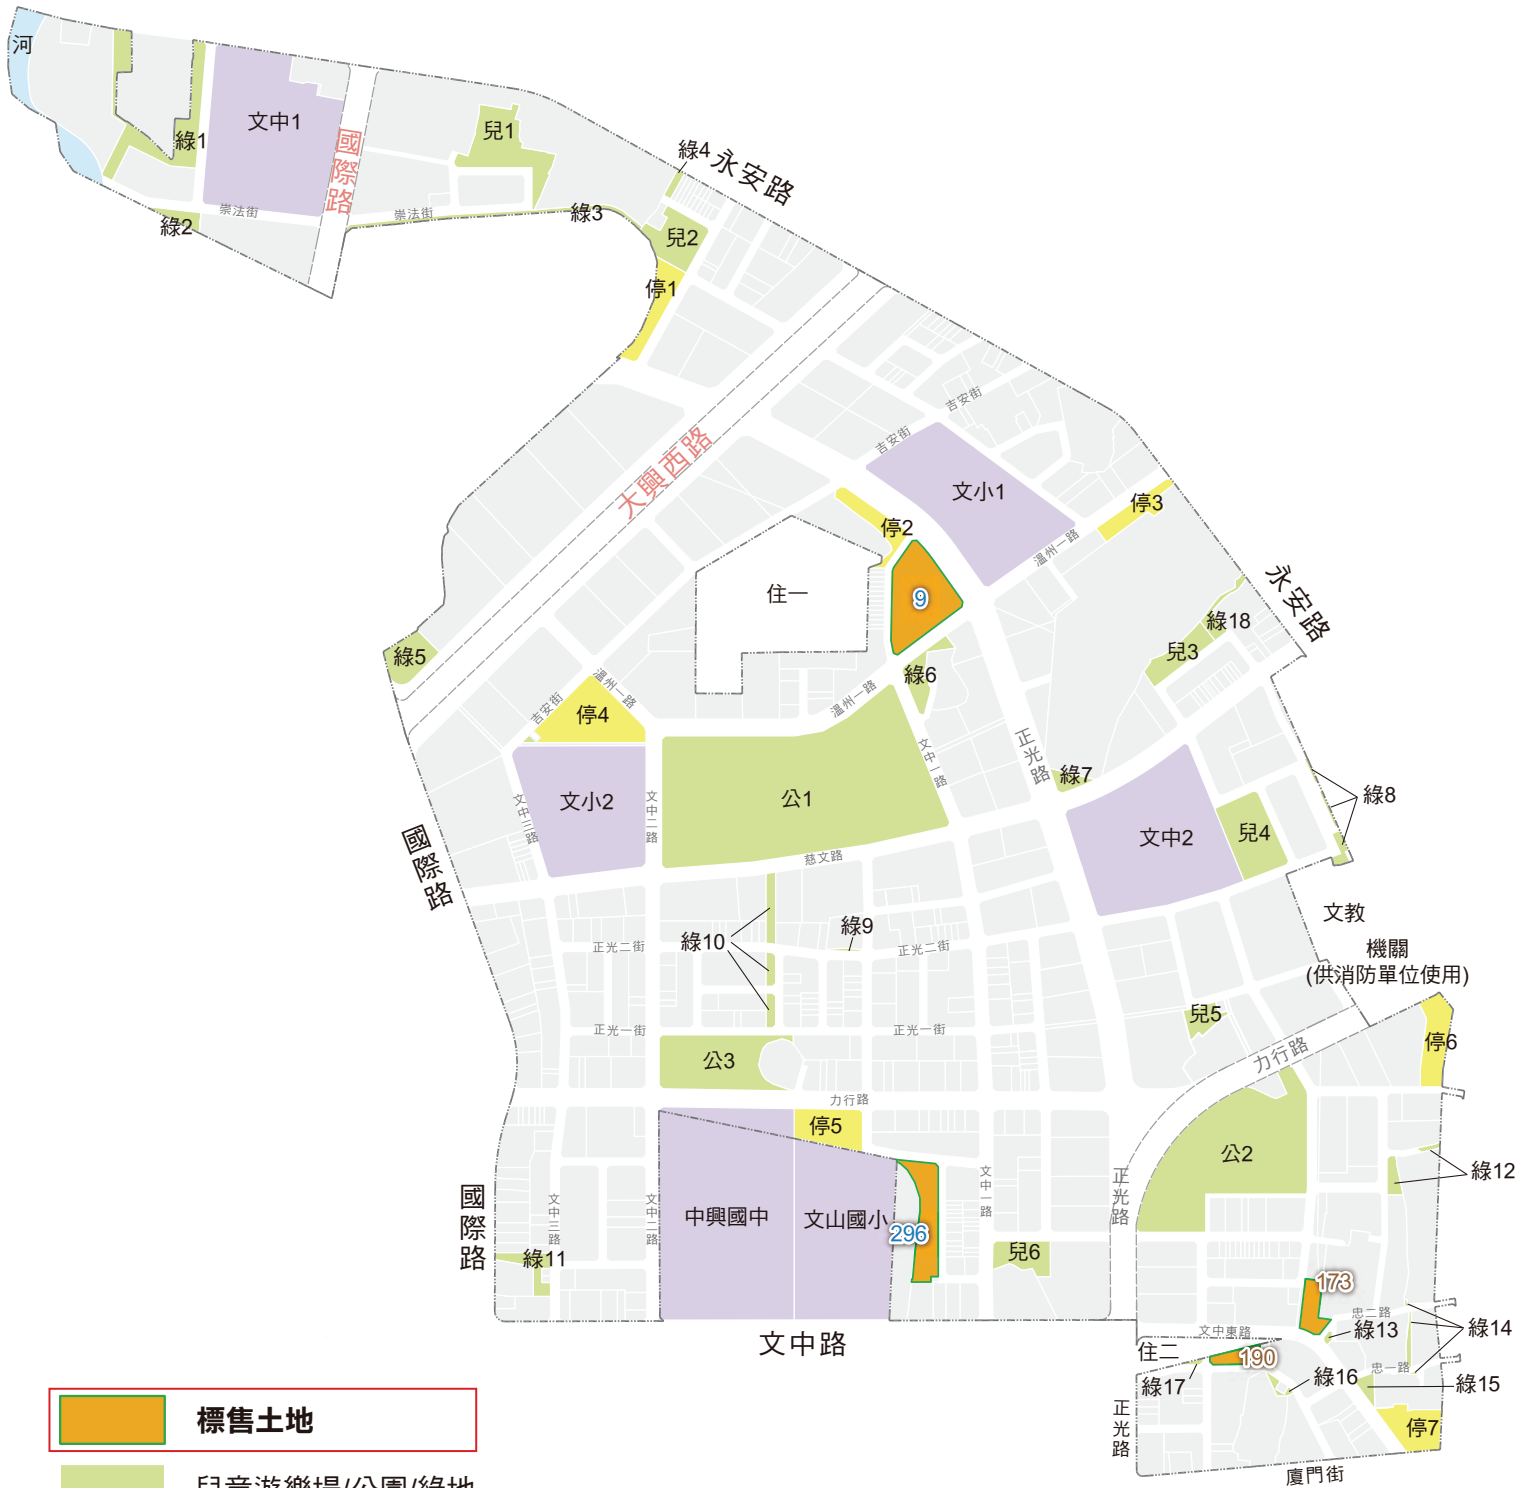 河
綠1
文中1
國際路
兒1
綠4
永安路
崇法街
崇法街
綠2
綠3
兒2
停1
大興西路
吉安街
吉安街
文小1
停3
停2
溫州一路
住一
9
永安路
綠18
兒3
綠5
綠6
溫州一路
溫州一路
吉安街
停4
文中一路
正光路
綠7
綠8
文小2
文中三路
文中二路
公1
文中2
兒4
國際路
慈文路
文教
綠9
綠10
正光二街
正光二街
機關
(供消防單位使用)
兒5
正光一街
正光一街
停6
力行路
公3
力行路
停5
公2
綠12
文中一路
正光路
國際路
文中三路
文中二路
中興國中
文山國小
296
兒6
綠11
173
忠二路
文中東路
綠13
綠14
文中路
住二
190
忠一路
綠17
綠16
綠15
正光路
停7
廈門街
標售土地
兒童遊樂場/公園/綠地